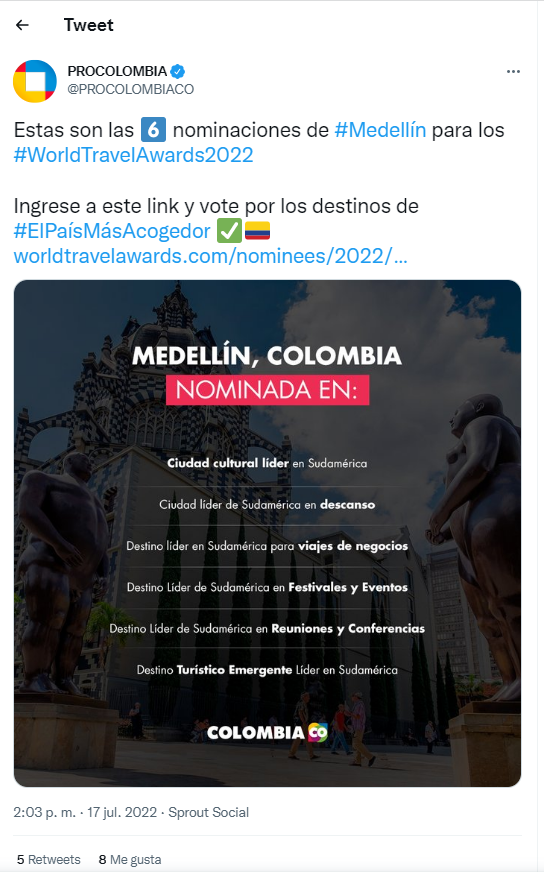 Tweet
PROCOLOMBIA
@PROCOLOMBIACO
Estas son las 6️⃣ nominaciones de #Medellín para los
#WorldTravelAwards2022
Ingrese a este link y vote por los destinos de
#ElPaísMásAcogedor ✅🇨🇴
worldtravelawards.com/nominees/2022/...
MEDELLÍN, COLOMBIA
NOMINADA EN:
Ciudad cultural líder en Sudamérica
Ciudad líder de Sudamérica en descanso
Destino líder en Sudamérica para viajes de negocios
Destino Líder de Sudamérica en Festivales y Eventos
Destino Líder de Sudamérica en Reuniones y Conferencias
Destino Turístico Emergente Líder en Sudamérica
COLOMBIA CO
2:03 p. m. · 17 jul. 2022 · Sprout Social
5 Retweets 8 Me gusta